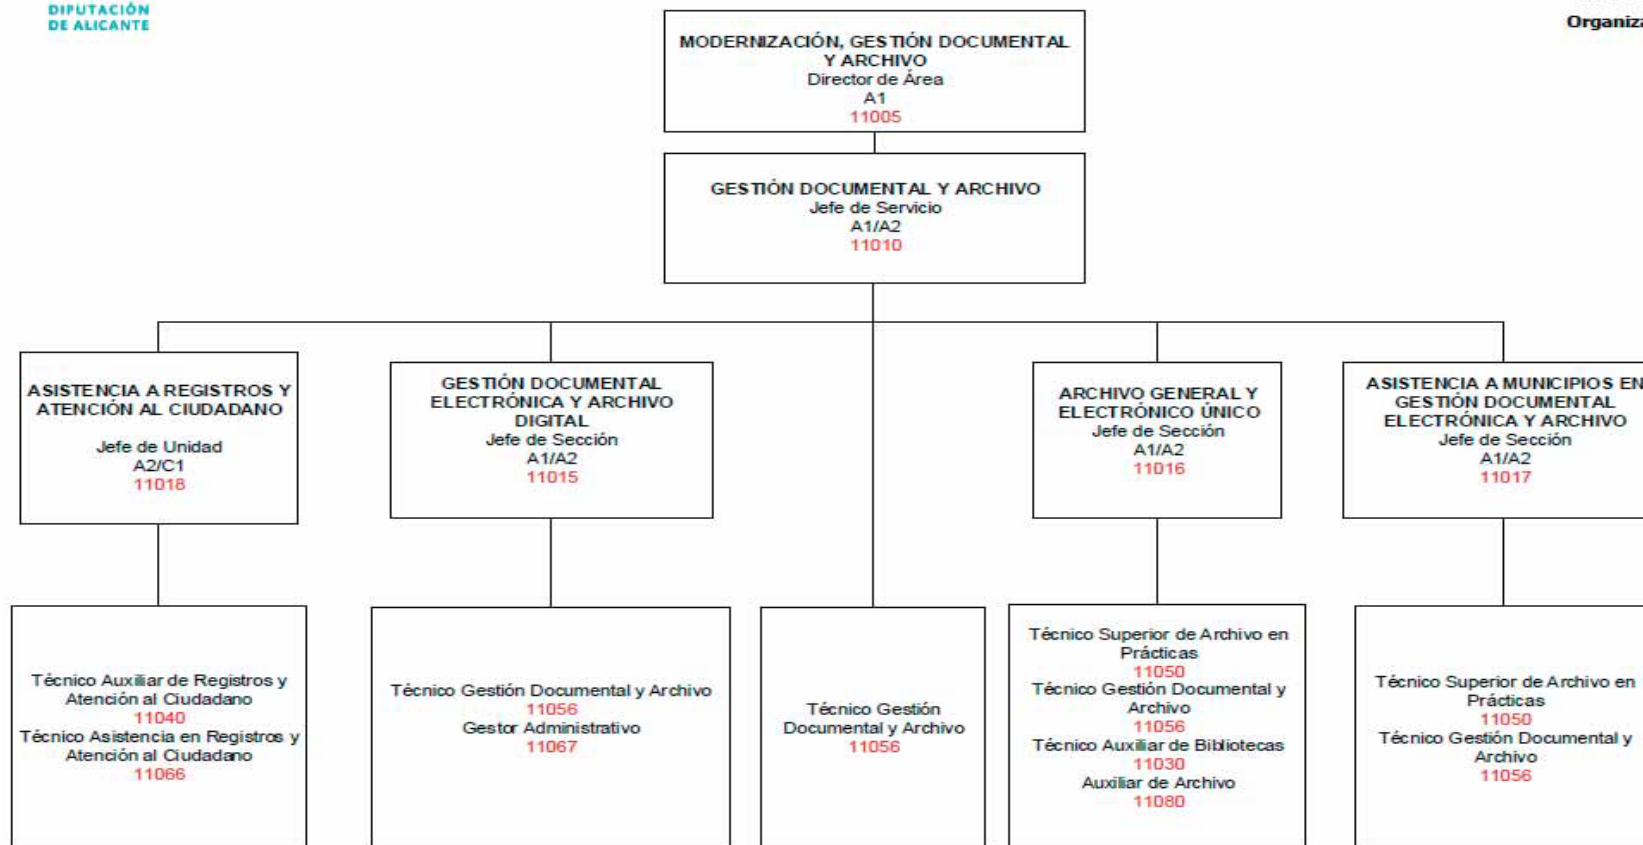 DIPUTACIÓN
DE ALICANTE
MODERNIZACIÓN, GESTIÓN DOCUMENTAL
Y ARCHIVO
Director de Área
A1
11005
GESTIÓN DOCUMENTAL Y ARCHIVO
Jefe de Servicio
A1/A2
11010
ASISTENCIA A REGISTROS Y
ATENCIÓN AL CIUDADANO
Jefe de Unidad
A2/C1
11018
GESTIÓN DOCUMENTAL
ELECTRÓNICA Y ARCHIVO
DIGITAL
Jefe de Sección
A1/A2
11015
ARCHIVO GENERAL Y
ELECTRÓNICO ÚNICO
Jefe de Sección
A1/A2
11016
ASISTENCIA A MUNICIPIOS EN
GESTIÓN DOCUMENTAL
ELECTRÓNICA Y ARCHIVO
Jefe de Sección
A1/A2
11017
Técnico Auxiliar de Registros y
Atención al Ciudadano
11040
Técnico Asistencia en Registros y
Atención al Ciudadano
11066
Técnico Gestión Documental y Archivo
11056
Gestor Administrativo
11067
Técnico Gestión
Documental y Archivo
11056
Técnico Superior de Archivo en
Prácticas
11050
Técnico Gestión Documental y
Archivo
11056
Técnico Auxiliar de Bibliotecas
11030
Auxiliar de Archivo
11080
Técnico Superior de Archivo en
Prácticas
11050
Técnico Gestión Documental y
Archivo
11056